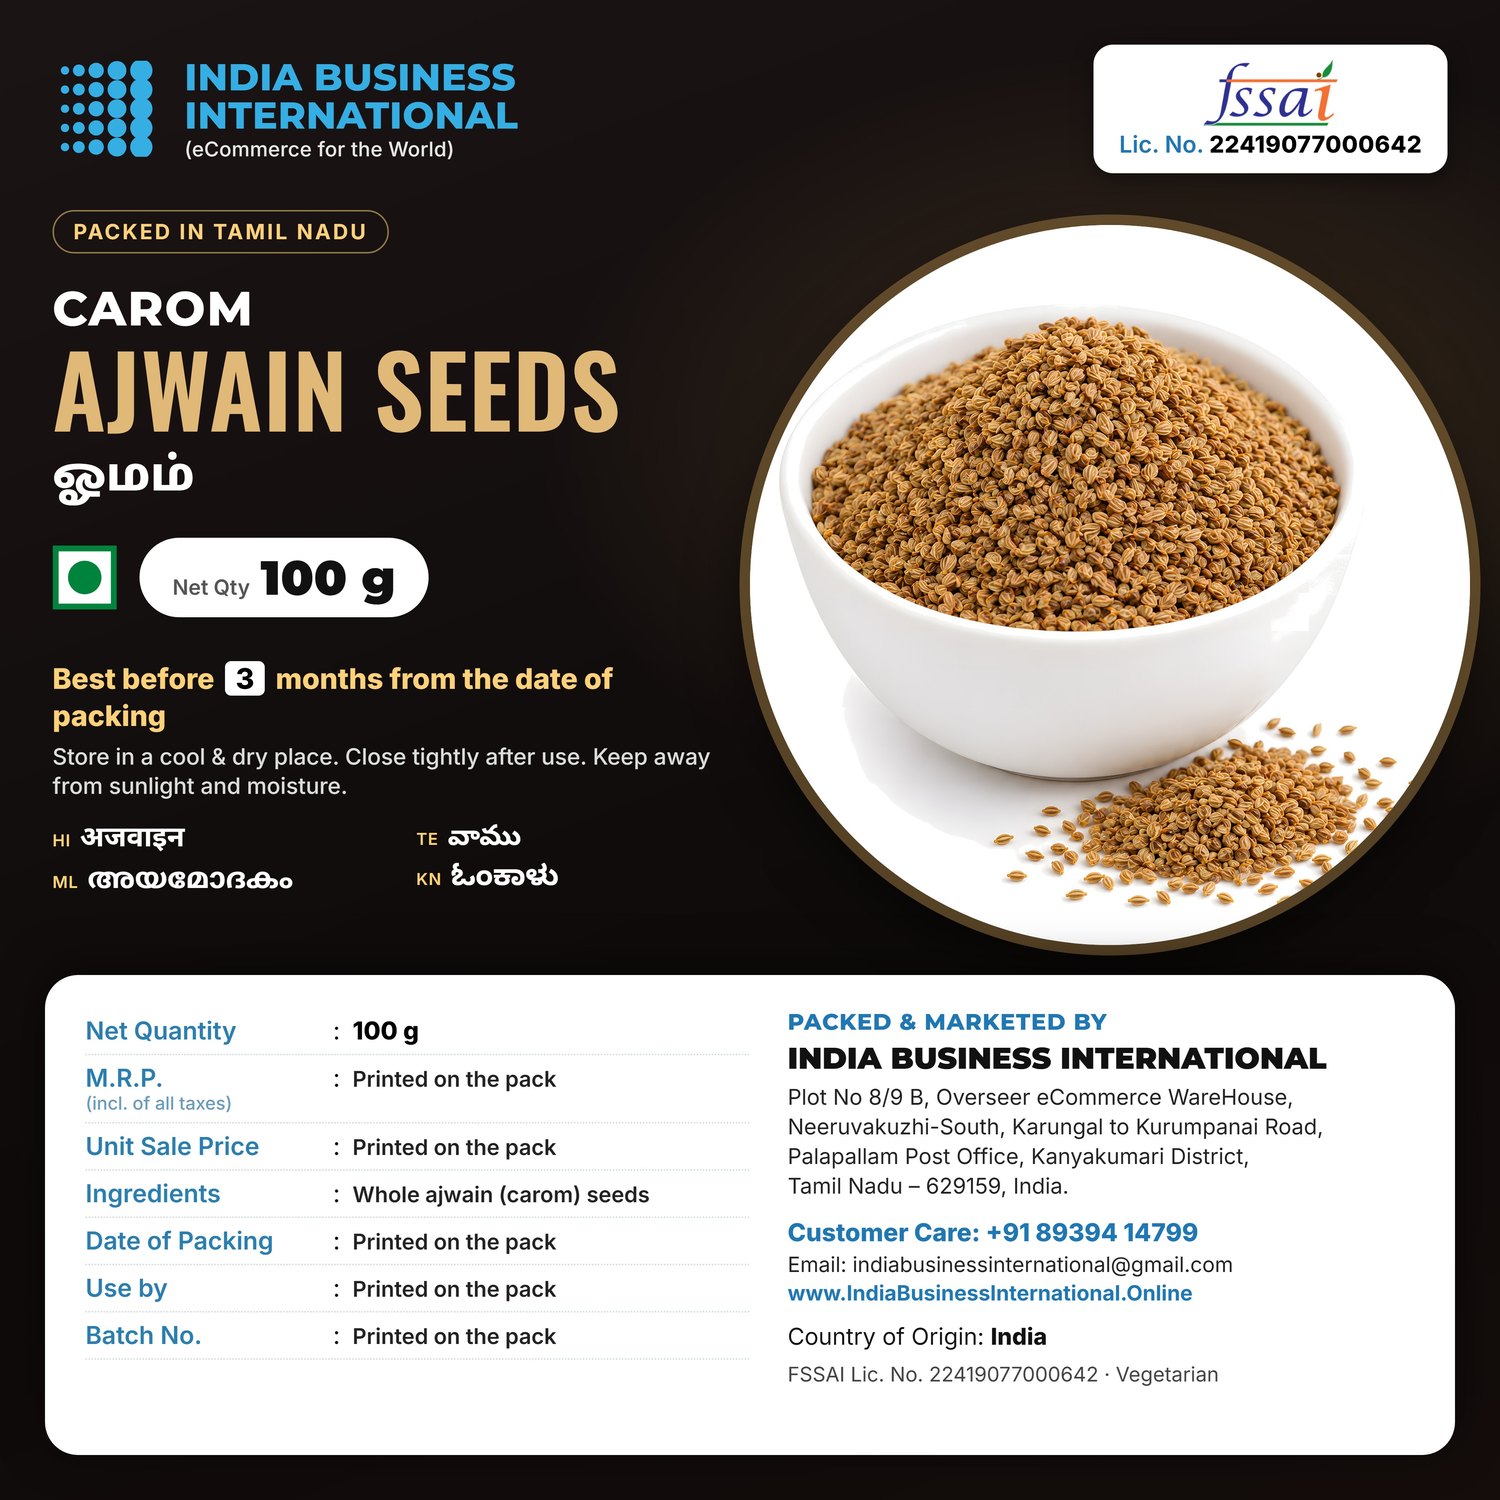 INDIA BUSINESS
INTERNATIONAL
(eCommerce for the World)
fssai
Lic. No. 22419077000642
PACKED IN TAMIL NADU
CAROM
AJWAIN SEEDS
ஓமம்
Net Qty 100 g
Best before 3 months from the date of
packing
Store in a cool & dry place. Close tightly after use. Keep away
from sunlight and moisture.
HI अजवाइन
TE వాము
ML അയമോദകം
KN ಓಂಕಾಳು
Net Quantity : 100 g
M.R.P. : Printed on the pack
(incl. of all taxes)
Unit Sale Price : Printed on the pack
Ingredients : Whole ajwain (carom) seeds
Date of Packing : Printed on the pack
Use by : Printed on the pack
Batch No. : Printed on the pack
PACKED & MARKETED BY
INDIA BUSINESS INTERNATIONAL
Plot No 8/9 B, Overseer eCommerce WareHouse,
Neeruvakuzhi-South, Karungal to Kurumpanai Road,
Palapallam Post Office, Kanyakumari District,
Tamil Nadu – 629159, India.
Customer Care: +91 89394 14799
Email: indiabusinessinternational@gmail.com
www.IndiaBusinessInternational.Online
Country of Origin: India
FSSAI Lic. No. 22419077000642 · Vegetarian